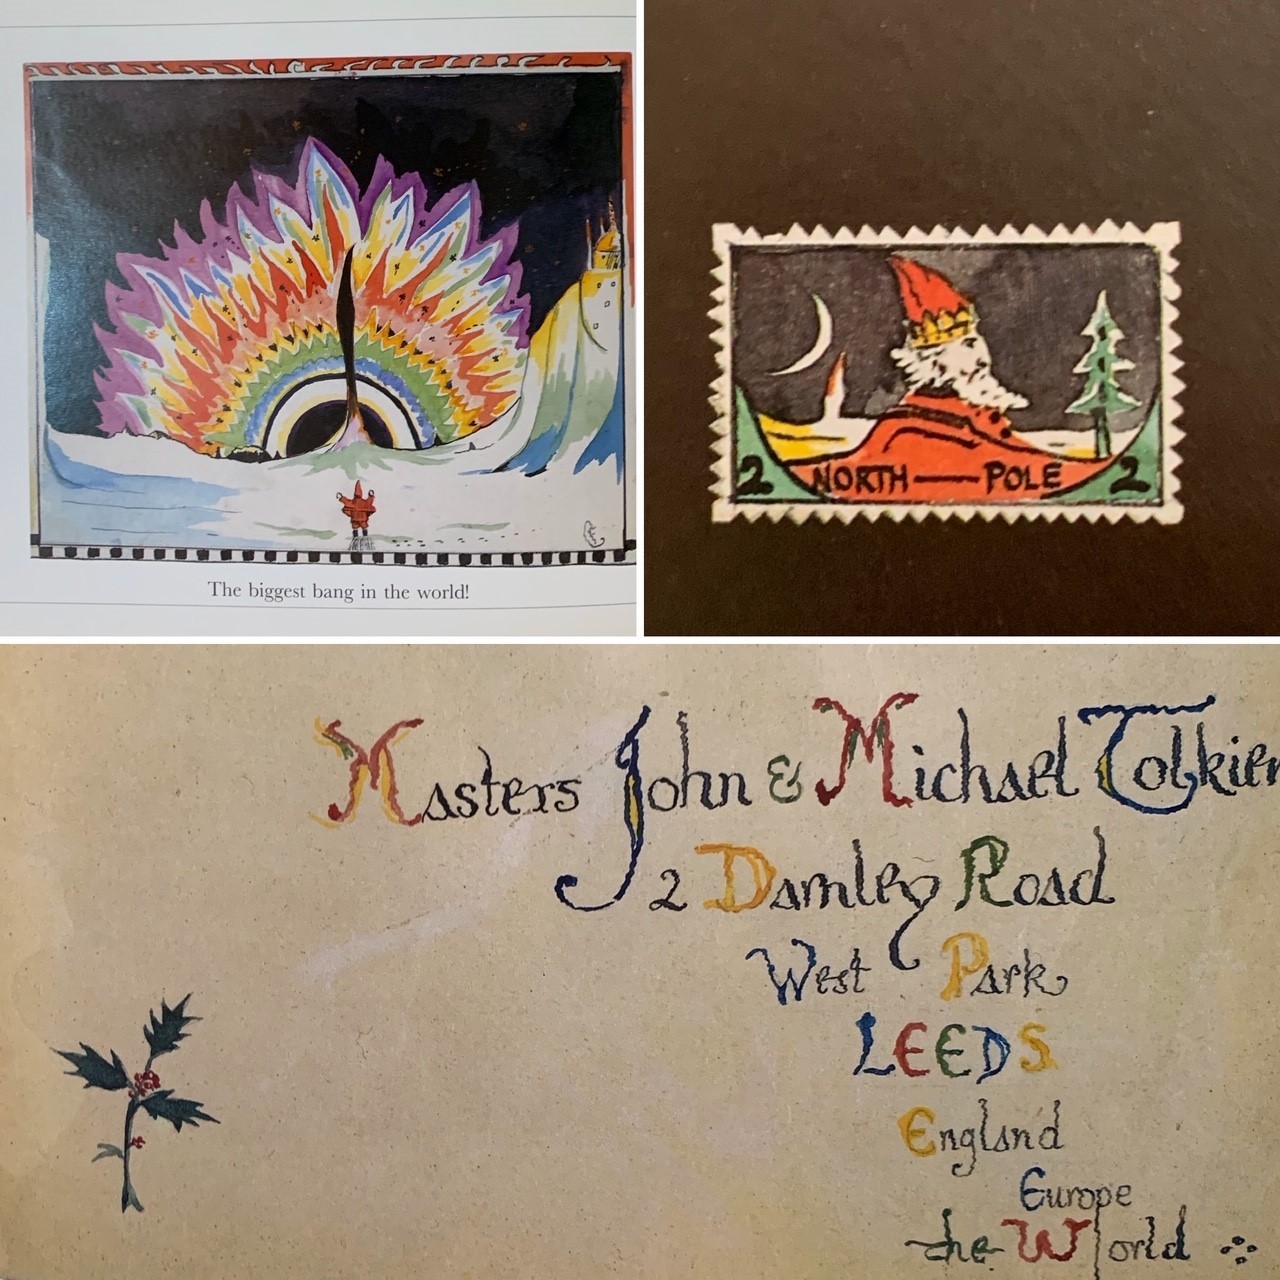 The biggest bang in the world!
2 NORTH — POLE 2
Masters John & Michael Tolkien
2 Darnley Road
West Park
LEEDS
England
Europe
the World